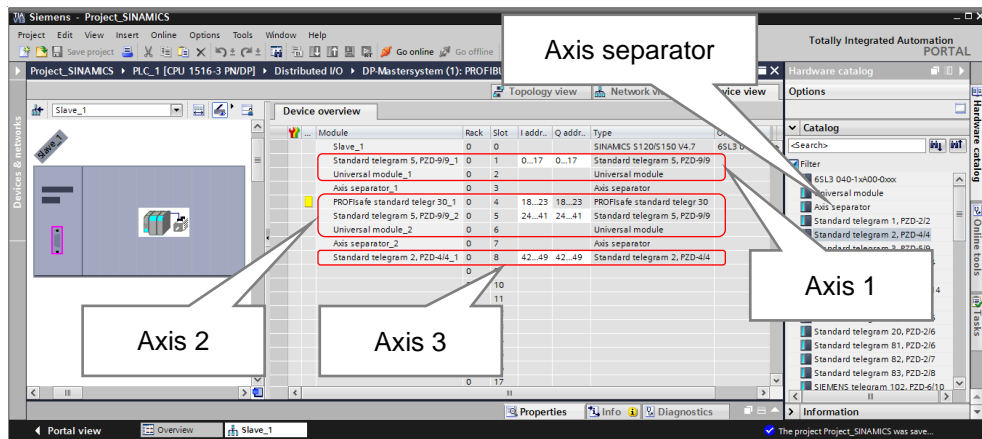 Siemens - Project_SINAMICS
Project Edit View Insert Online Options Tools Window Help
Totally Integrated Automation
PORTAL
Save project Go online Go offline
Project_SINAMICS PLC_1 [CPU 1516-3 PN/DP] Distributed I/O DP-Mastersystem (1):
Hardware catalog
Topology view Network view
Options
Slave_1
Device overview
Catalog
... Module Rack Slot I addr.. Q addr.. Type
<Search>
Slave_1 0 0 SINAMICS S120/S150 V4.7
Filter
Standard telegram 5, PZD-9/9_1 0 1 0...17 0...17 Standard telegram 5, PZD-9/9
Universal module_1 0 2 Universal module
Axis separator_1 0 3 Axis separator
PROFIsafe standard telegr 30_1 0 4 18...23 18...23 PROFIsafe standard telegr 30
Standard telegram 5, PZD-9/9_2 0 5 24...41 24...41 Standard telegram 5, PZD-9/9
Universal module_2 0 6 Universal module
Axis separator_2 0 7 Axis separator
Standard telegram 2, PZD-4/4_1 0 8 42...49 42...49 Standard telegram 2, PZD-4/4
0
10
11
0 17
Slave_1
6SL3 040-1xA00-0xxx
Universal module
Axis separator
Standard telegram 1, PZD-2/2
Standard telegram 2, PZD-4/4
Standard telegram 20, PZD-2/6
Standard telegram 81, PZD-2/6
Standard telegram 82, PZD-2/7
Standard telegram 83, PZD-2/8
SIEMENS telegram 102, PZD-6/10
Axis separator
Axis 1
Axis 2
Axis 3
Devices & networks
Hardware catalog
Online tools
Tasks
Properties Info Diagnostics
Information
Portal view Overview Slave_1
The project Project_SINAMICS was save...